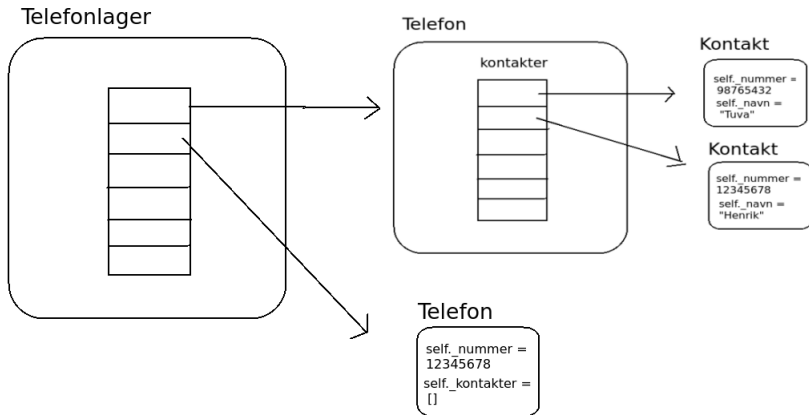 Telefonlager
Telefon
kontakter
Kontakt
self._nummer =
98765432
self._navn =
"Tuva"
Kontakt
self._nummer =
12345678
self._navn =
"Henrik"
Telefon
self._nummer =
12345678
self._kontakter =
[]